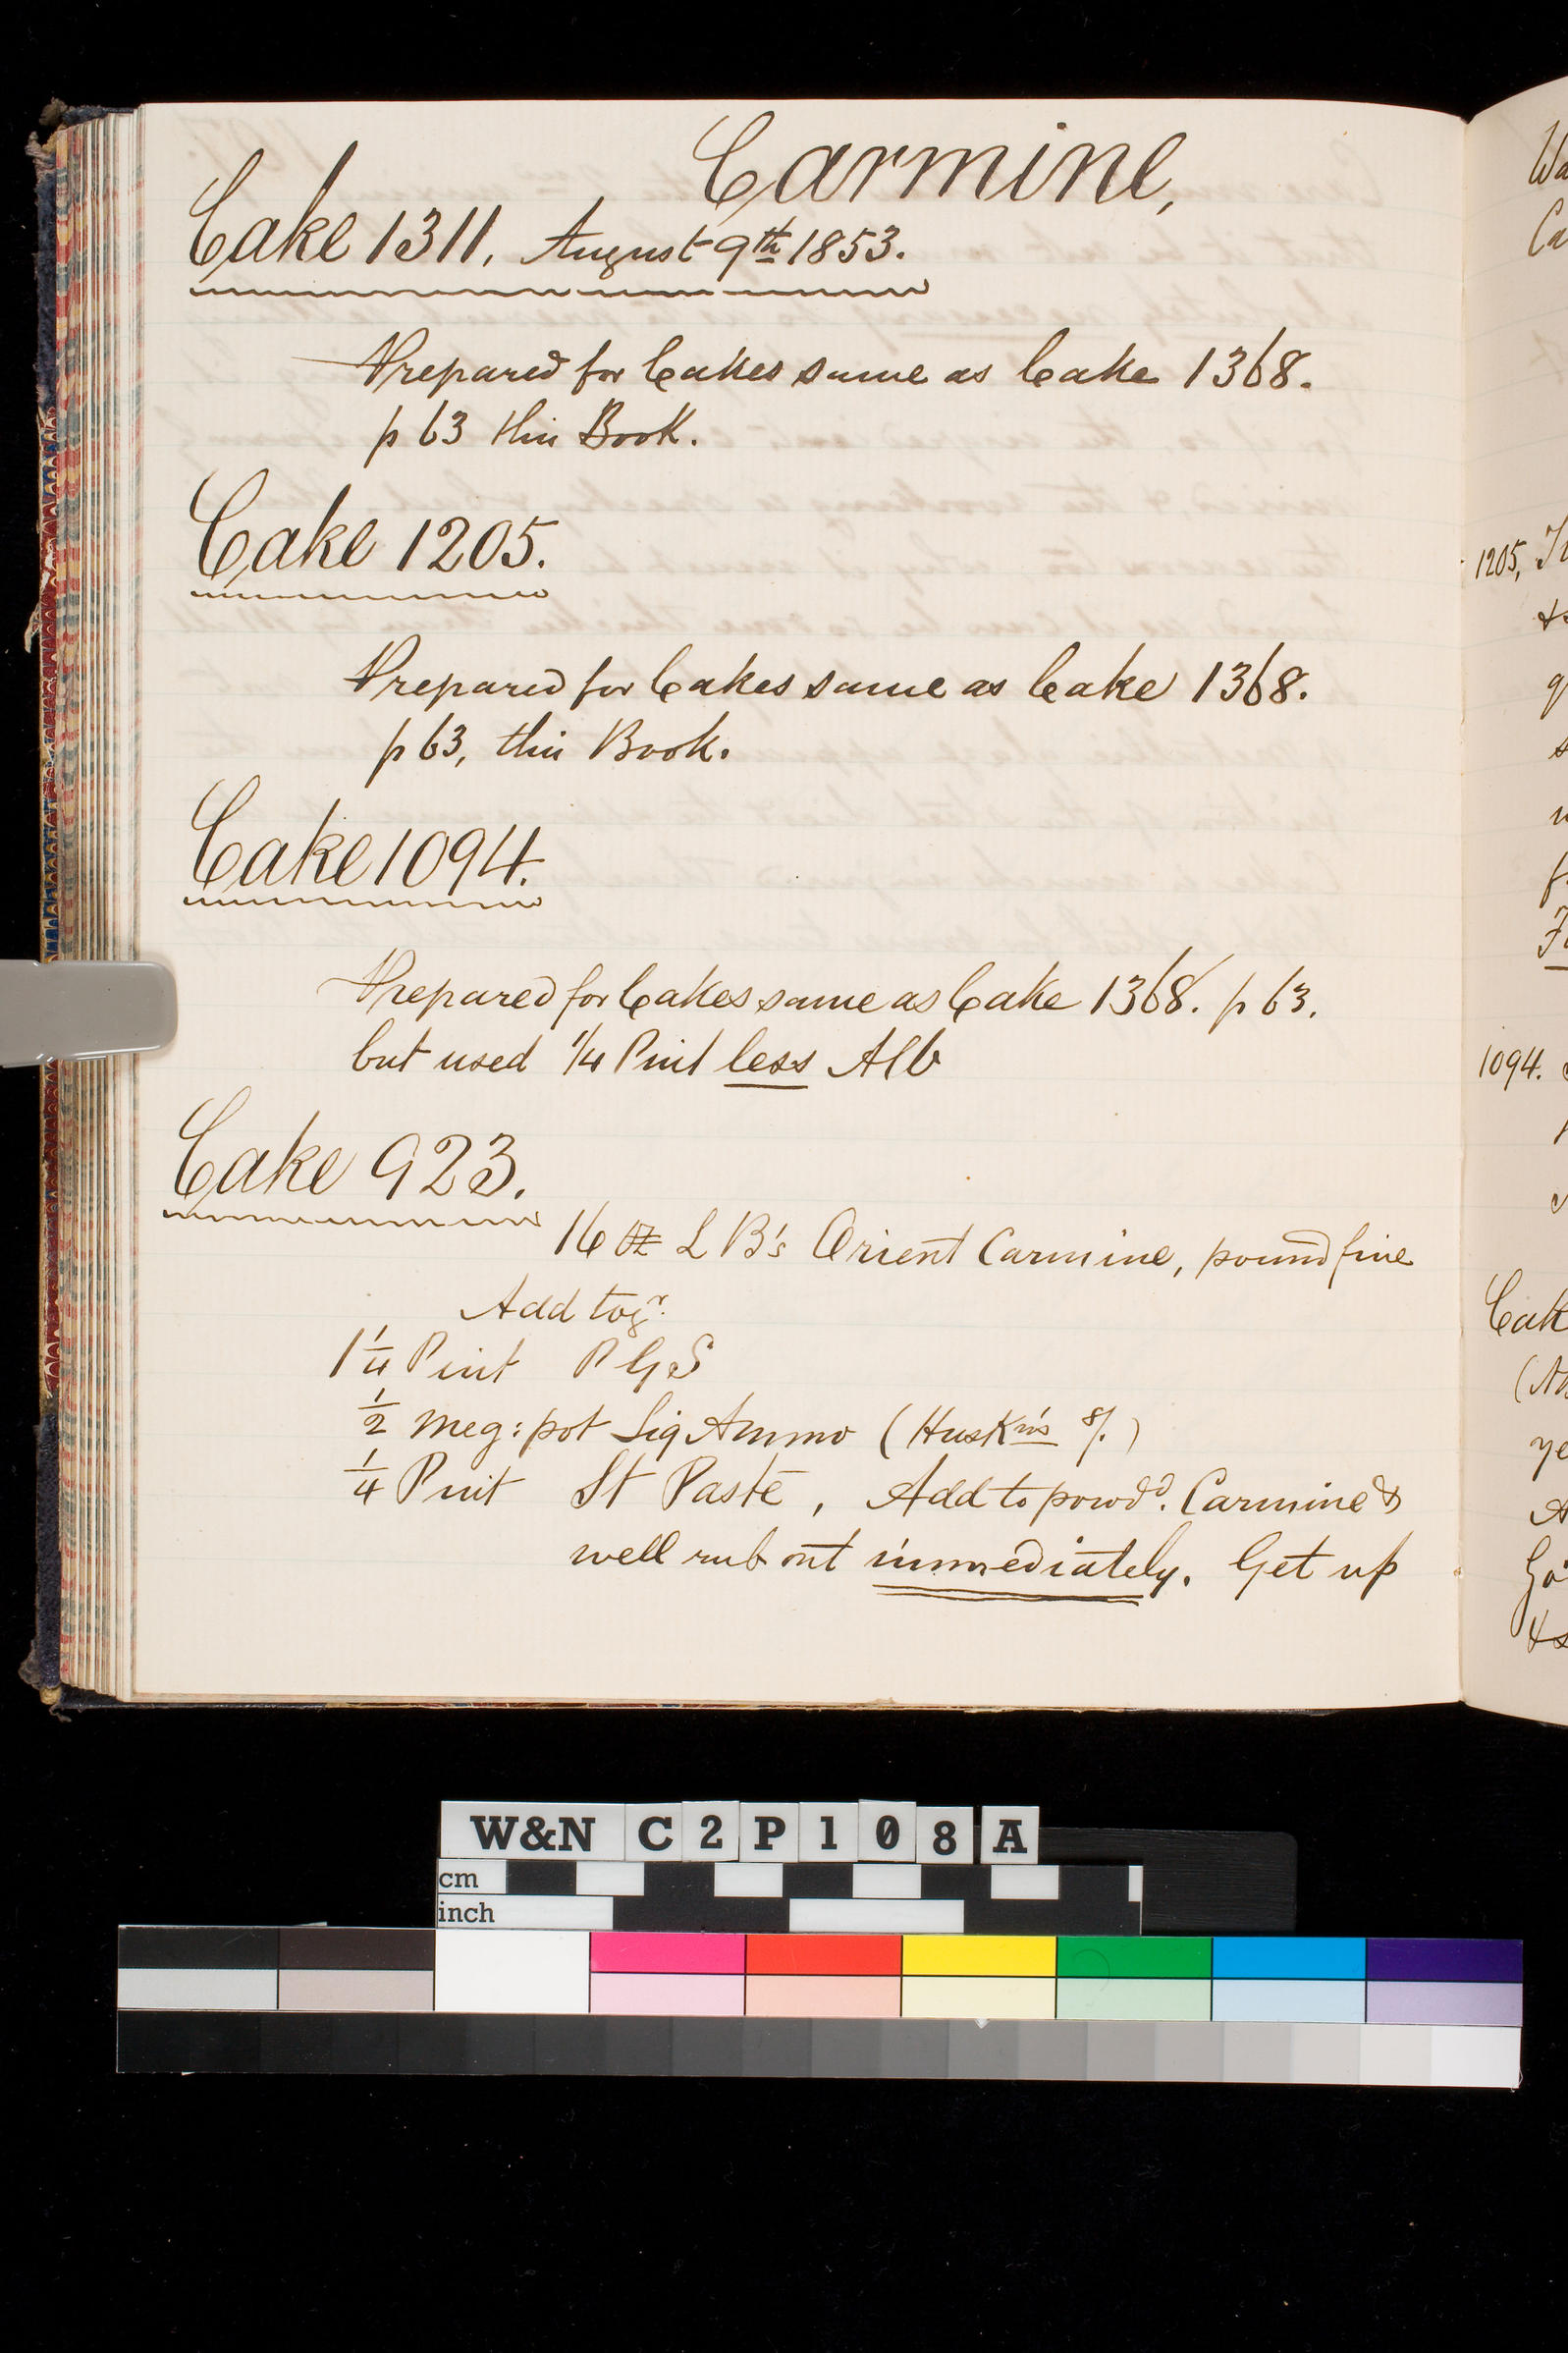 Carmine,
Cake 1311, August 9th 1853.
Prepared for Cakes same as Cake 1368.
p 63 this Book.
Cake 1205.
Prepared for Cakes same as Cake 1368.
p 63, this Book.
Cake 1094.
Prepared for Cakes same as Cake 1368. p 63.
but used 1/4 Pint less Alb
Cake 923.
16 oz L B's Orient Carmine, pound fine
Add togr.
1 1/4 Pint P G S
1/2 meg: pot Liq Ammo (Huskns 8/.)
1/4 Pint St Paste, Add to powdd. Carmine &
well rub out immediately. Get up
Wa
Ca
1205,
1094.
Cak
ye
W&N C2P108A
cm
inch